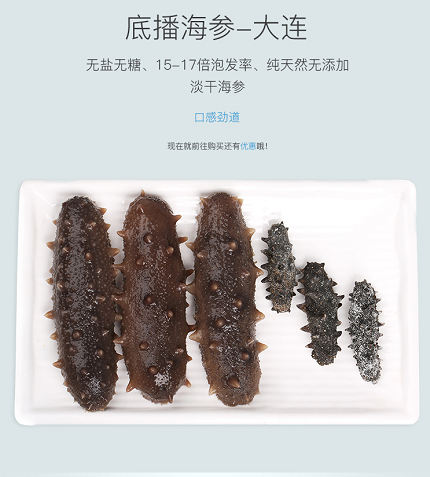 底播海参-大连
无盐无糖、15-17倍泡发率、纯天然无添加
淡干海参
口感劲道
现在就前往购买还有优惠哦！